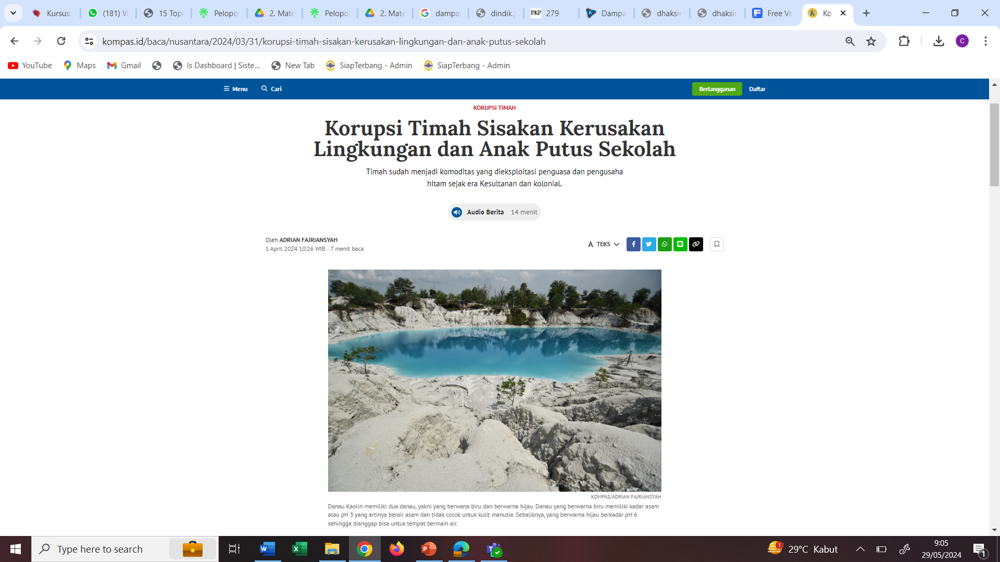 Kursus:
(181) W
15 Topi
Pelopo
2. Mate
Pelopo
2. Mate
dampa
dindik.j
PKP 279
Dampa
dhaksin
dhaksin
Free Ve
Ko
kompas.id/baca/nusantara/2024/03/31/korupsi-timah-sisakan-kerusakan-lingkungan-dan-anak-putus-sekolah
C
YouTube
Maps
Gmail
Is Dashboard | Siste...
New Tab
SiapTerbang - Admin
SiapTerbang - Admin
Menu
Cari
Berlangganan
Daftar
KORUPSI TIMAH
Korupsi Timah Sisakan Kerusakan
Lingkungan dan Anak Putus Sekolah
Timah sudah menjadi komoditas yang dieksploitasi penguasa dan pengusaha
hitam sejak era Kesultanan dan kolonial.
Audio Berita 14 menit
Oleh ADRIAN FAJRIANSYAH
1 April 2024 10:26 WIB · 7 menit baca
A TEKS
KOMPAS/ADRIAN FAJRIANSYAH
Danau Kaolin memiliki dua danau, yakni yang berwana biru dan berwarna hijau. Danau yang berwarna biru memiliki kadar asam
atau pH 3 yang artinya berair asam dan tidak cocok untuk kulit manusia. Sebaliknya, yang berwarna hijau berkadar pH 6
sehingga dianggap bisa untuk tempat bermain air.
Type here to search
1
29°C Kabut
9:05
29/05/2024
1